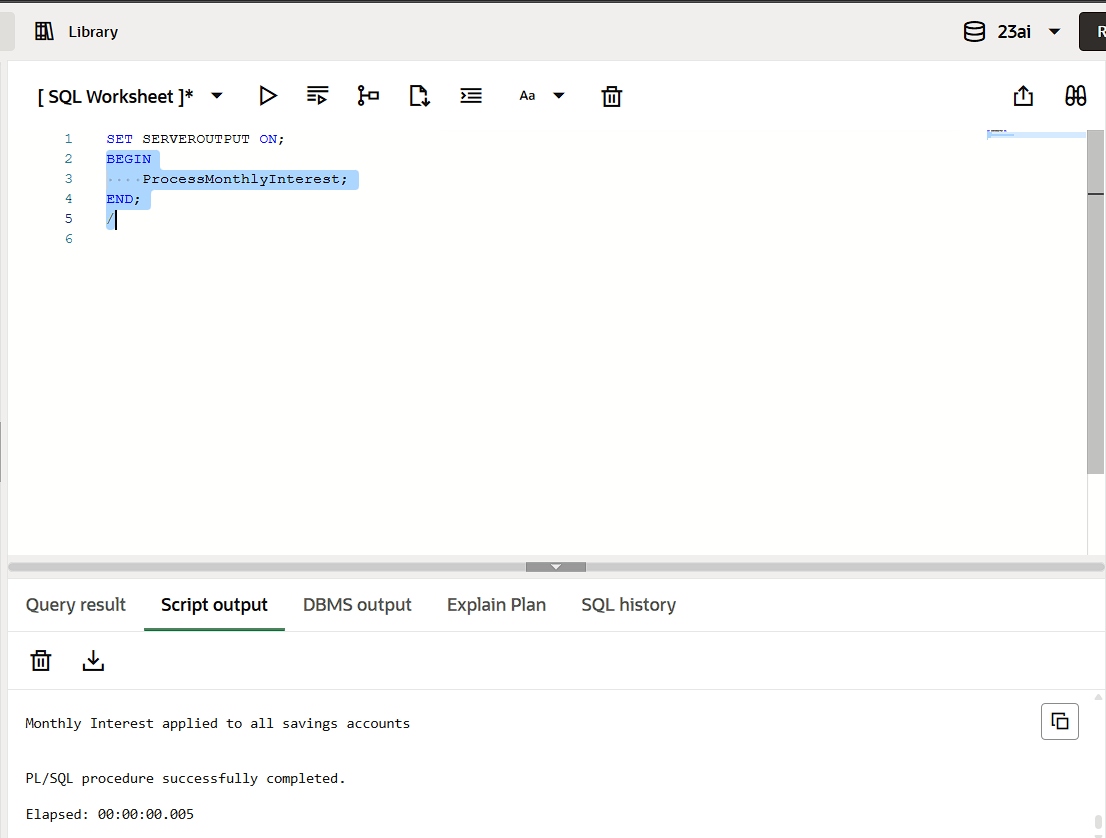 Library
23ai
R
[ SQL Worksheet ]*
Aa
1 SET SERVEROUTPUT ON;
2 BEGIN
3 ····ProcessMonthlyInterest;
4 END;
5 /
6
Query result Script output DBMS output Explain Plan SQL history
Monthly Interest applied to all savings accounts
PL/SQL procedure successfully completed.
Elapsed: 00:00:00.005